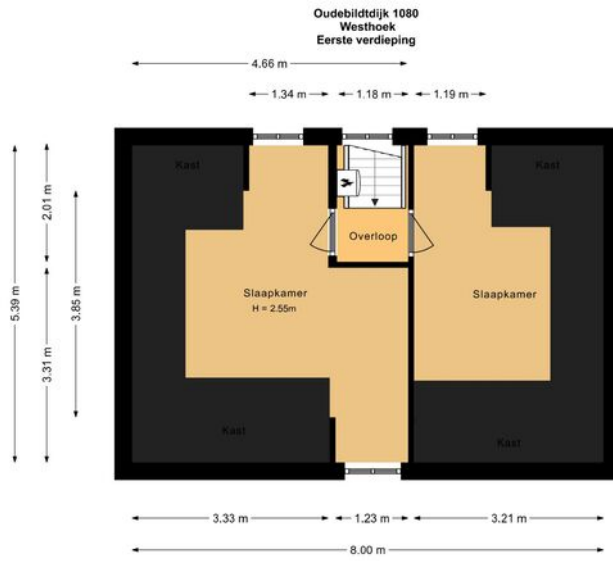 Oudebildtdijk 1080
Westhoek
Eerste verdieping
4.66 m
1.34 m
1.18 m
1.19 m
Kast
Kast
2.01 m
5.39 m
3.85 m
3.31 m
Overloop
Slaapkamer
H = 2.55m
Slaapkamer
Kast
Kast
3.33 m
1.23 m
3.21 m
8.00 m